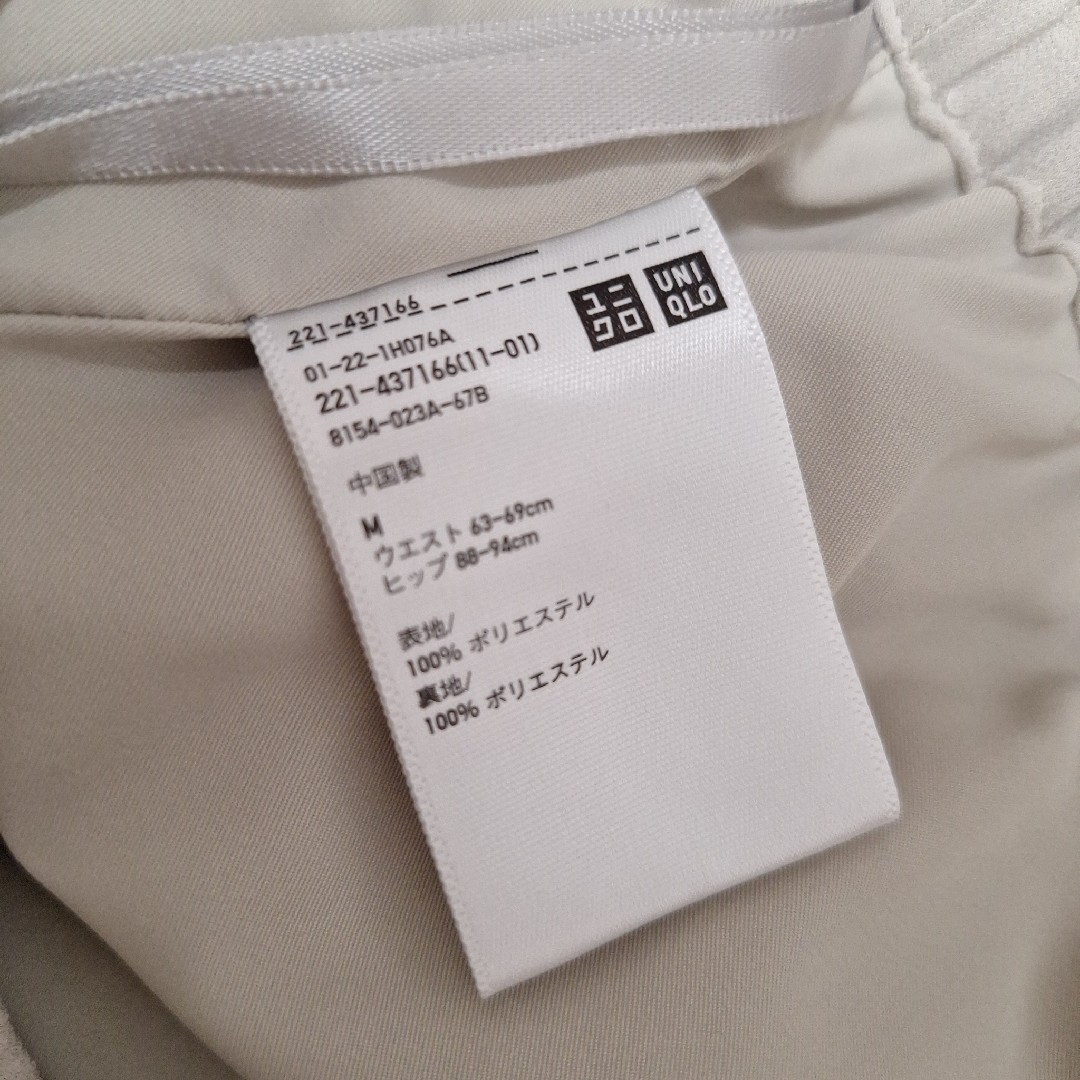 221-437166
ユニ
クロ
UNI
QLO
01-22-1H076A
221-437166(11-01)
8154-023A-67B
中国製
M
ウエスト 63-69cm
ヒップ 88-94cm
表地/
100% ポリエステル
裏地/
100% ポリエステル